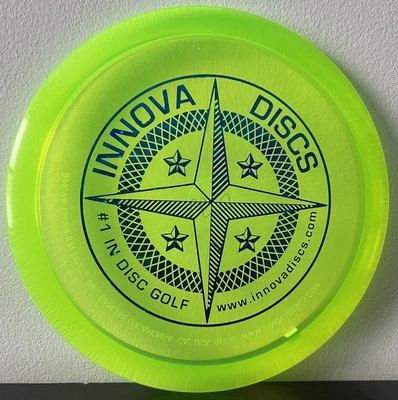 INNOVA DISCS
#1 IN DISC GOLF
www.innovadiscs.com